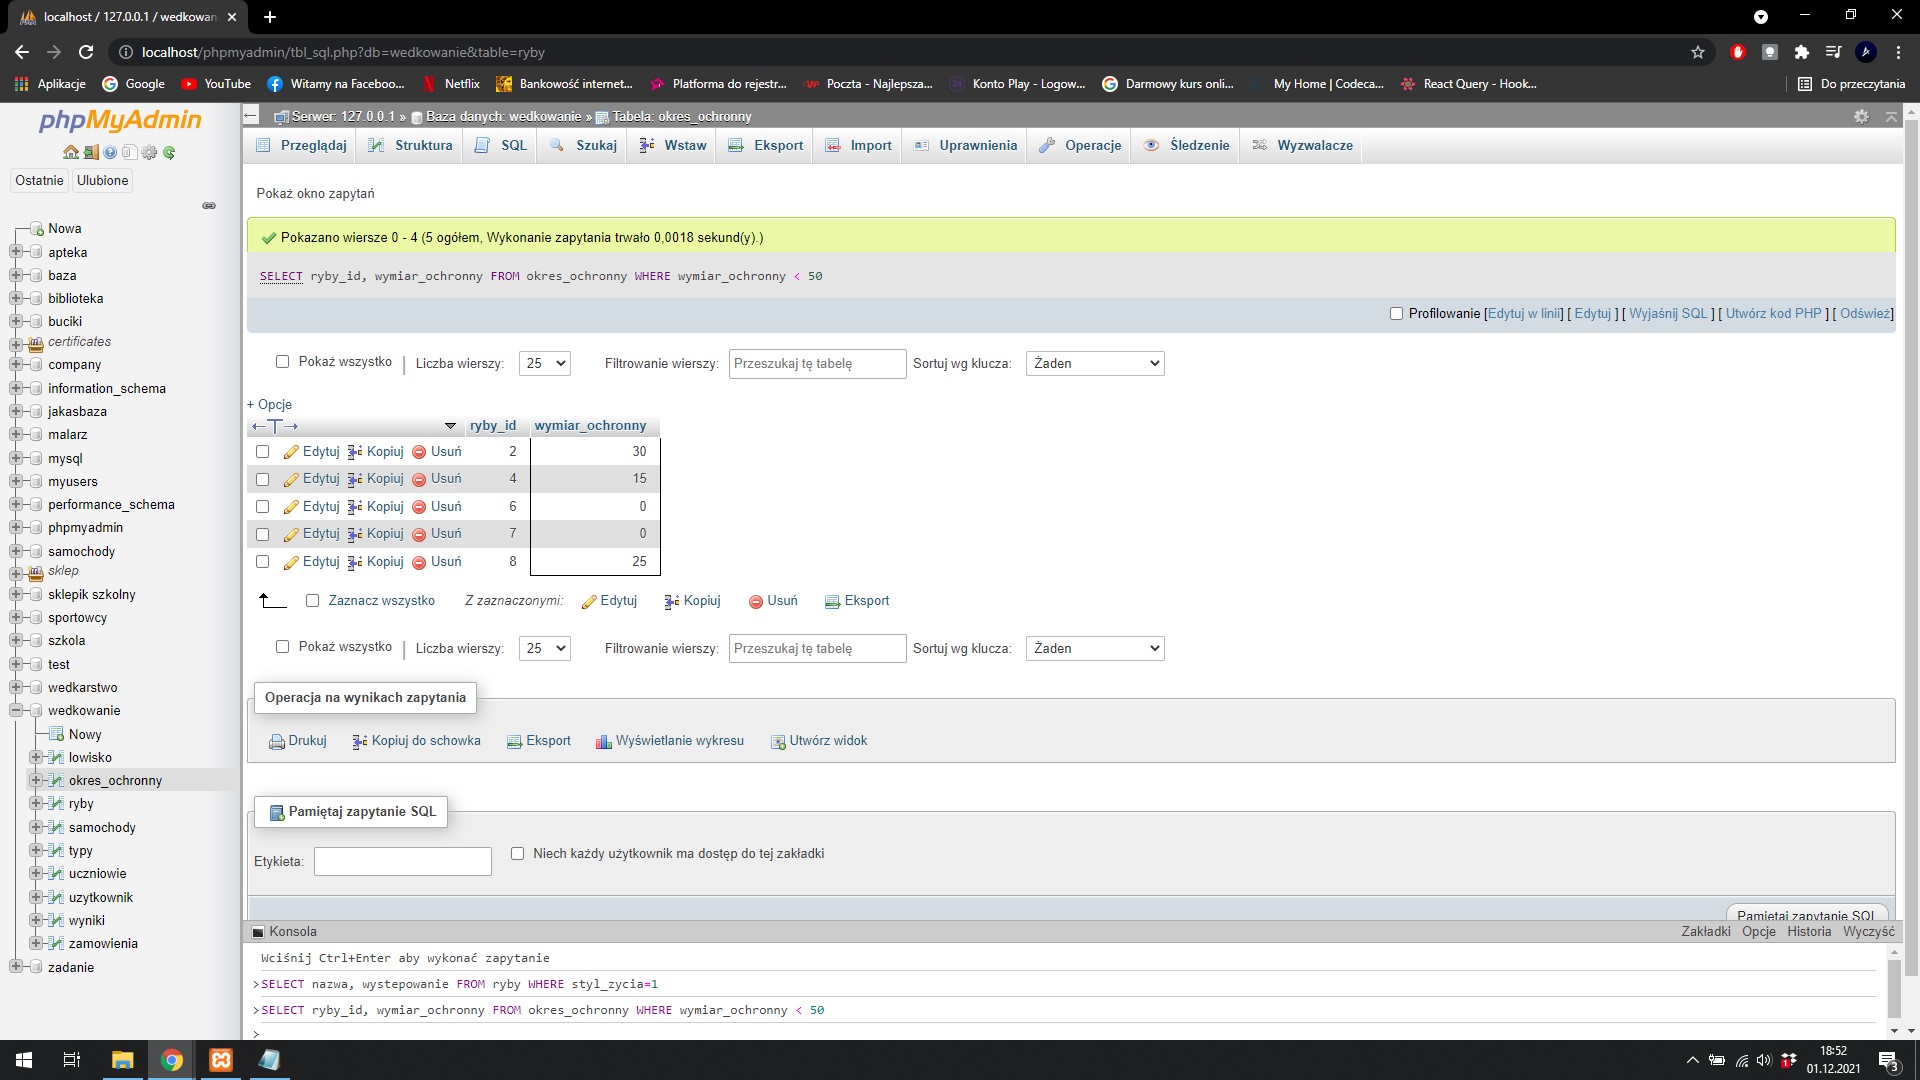 localhost / 127.0.0.1 / wedkowan
localhost/phpmyadmin/tbl_sql.php?db=wedkowanie&table=ryby
Aplikacje Google YouTube Witamy na Faceboo... Netflix Bankowość internet... Platforma do rejestr... Poczta - Najlepsza... Konto Play - Logow... Darmowy kurs onli... My Home | Codeca... React Query - Hook... Do przeczytania
phpMyAdmin
Ostatnie Ulubione
Nowa
apteka
baza
biblioteka
buciki
certificates
company
information_schema
jakasbaza
malarz
mysql
myusers
performance_schema
phpmyadmin
samochody
sklep
sklepik szkolny
sportowcy
szkola
test
wedkarstwo
wedkowanie
Nowy
lowisko
okres_ochronny
ryby
samochody
typy
uczniowie
uzytkownik
wyniki
zamowienia
zadanie
Serwer: 127.0.0.1 » Baza danych: wedkowanie » Tabela: okres_ochronny
Przeglądaj Struktura SQL Szukaj Wstaw Eksport Import Uprawnienia Operacje Śledzenie Wyzwalacze
Pokaż okno zapytań
Pokazano wiersze 0 - 4 (5 ogółem, Wykonanie zapytania trwało 0,0018 sekund(y).)
SELECT ryby_id, wymiar_ochronny FROM okres_ochronny WHERE wymiar_ochronny < 50
Profilowanie [Edytuj w linii] [ Edytuj ] [ Wyjaśnij SQL ] [ Utwórz kod PHP ] [ Odśwież]
Pokaż wszystko | Liczba wierszy: 25 Filtrowanie wierszy: Przeszukaj tę tabelę Sortuj wg klucza: Żaden
+ Opcje
←T→ ryby_id wymiar_ochronny
Edytuj Kopiuj Usuń 2 30
Edytuj Kopiuj Usuń 4 15
Edytuj Kopiuj Usuń 6 0
Edytuj Kopiuj Usuń 7 0
Edytuj Kopiuj Usuń 8 25
Zaznacz wszystko Z zaznaczonymi: Edytuj Kopiuj Usuń Eksport
Pokaż wszystko | Liczba wierszy: 25 Filtrowanie wierszy: Przeszukaj tę tabelę Sortuj wg klucza: Żaden
Operacja na wynikach zapytania
Drukuj Kopiuj do schowka Eksport Wyświetlanie wykresu Utwórz widok
Pamiętaj zapytanie SQL
Etykieta: Niech każdy użytkownik ma dostęp do tej zakładki
Pamiętaj zapytanie SQL
Konsola Zakładki Opcje Historia Wyczyść
Wciśnij Ctrl+Enter aby wykonać zapytanie
>SELECT nazwa, wystepowanie FROM ryby WHERE styl_zycia=1
>SELECT ryby_id, wymiar_ochronny FROM okres_ochronny WHERE wymiar_ochronny < 50
>
18:52
01.12.2021
3